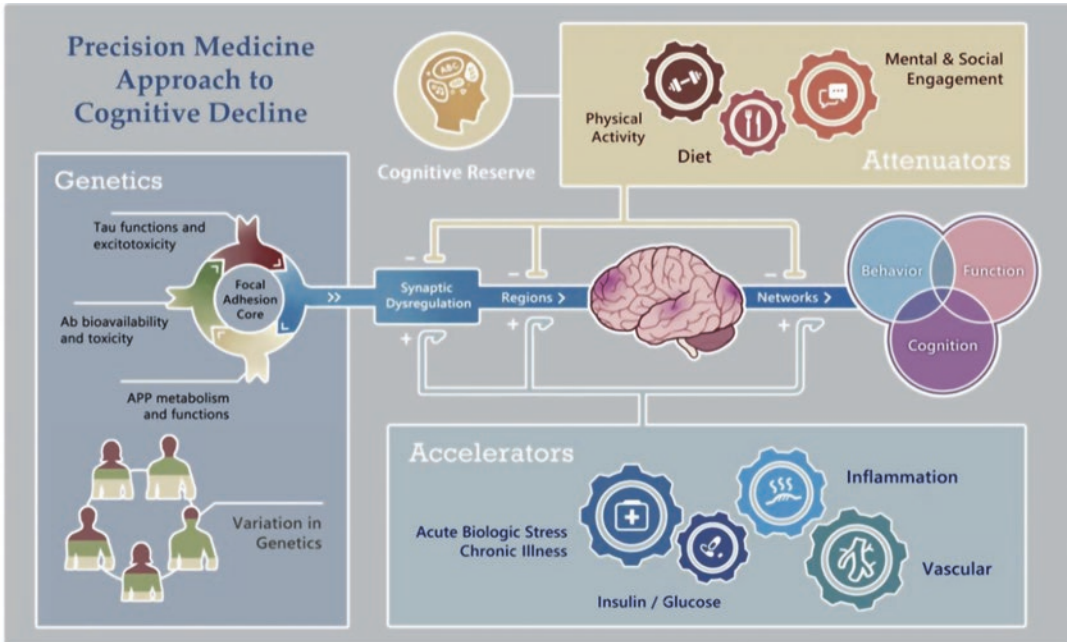 Precision Medicine
Approach to
Cognitive Decline
ABC
Cognitive Reserve
Physical
Activity
Diet
Mental & Social
Engagement
Attenuators
Genetics
Tau functions and
excitotoxicity
Focal
Adhesion
Core
Ab bioavailability
and toxicity
APP metabolism
and functions
Variation in
Genetics
>>
Synaptic
Dysregulation
Regions >
Networks >
−
−
−
+
+
+
Behavior
Function
Cognition
Accelerators
Acute Biologic Stress
Chronic Illness
Insulin / Glucose
Inflammation
Vascular